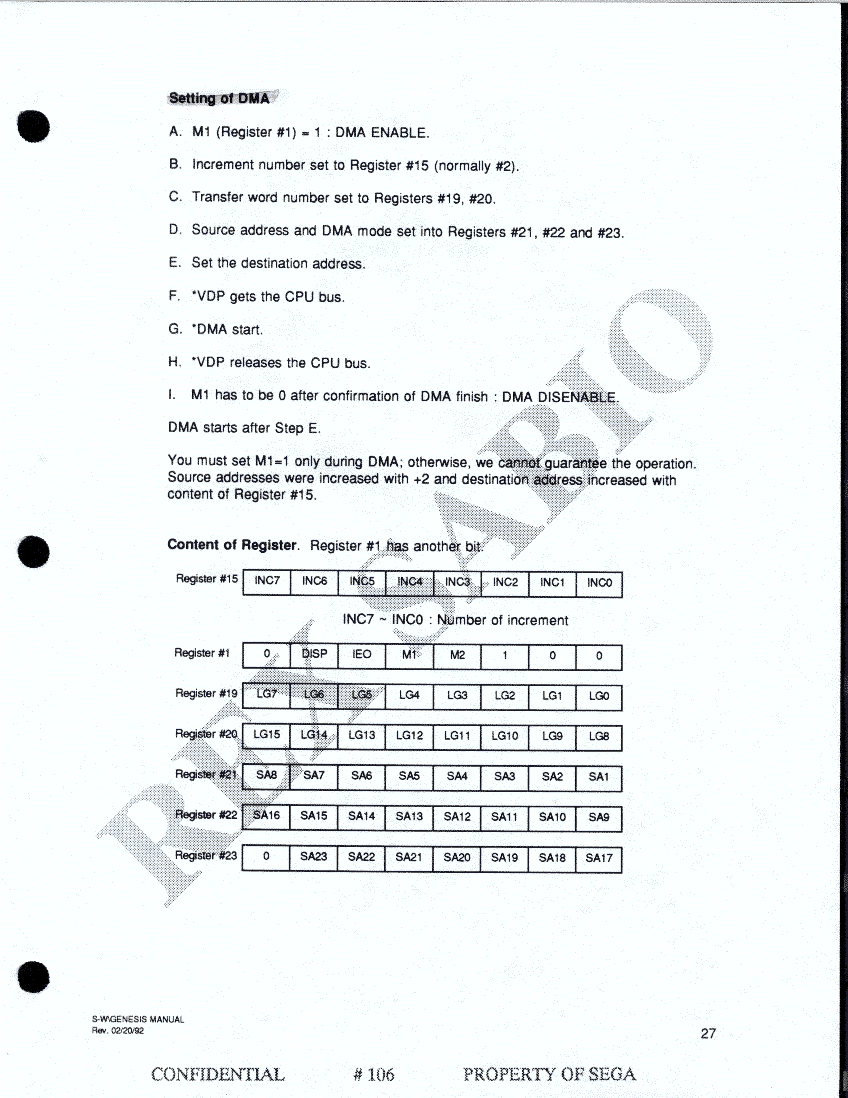 Setting of DMA
A. M1 (Register #1) = 1 : DMA ENABLE.
B. Increment number set to Register #15 (normally #2).
C. Transfer word number set to Registers #19, #20.
D. Source address and DMA mode set into Registers #21, #22 and #23.
E. Set the destination address.
F. *VDP gets the CPU bus.
G. *DMA start.
H. *VDP releases the CPU bus.
I. M1 has to be 0 after confirmation of DMA finish : DMA DISENABLE.
DMA starts after Step E.
You must set M1=1 only during DMA; otherwise, we cannot guarantee the operation.
Source addresses were increased with +2 and destination address increased with
content of Register #15.
Content of Register. Register #1 has another bit.
Register #15 INC7 INC6 INC5 INC4 INC3 INC2 INC1 INC0
INC7 ~ INC0 : Number of increment
Register #1 0 DISP IEO M1 M2 1 0 0
Register #19 LG7 LG6 LG5 LG4 LG3 LG2 LG1 LG0
Register #20 LG15 LG14 LG13 LG12 LG11 LG10 LG9 LG8
Register #21 SA8 SA7 SA6 SA5 SA4 SA3 SA2 SA1
Register #22 SA16 SA15 SA14 SA13 SA12 SA11 SA10 SA9
Register #23 0 SA23 SA22 SA21 SA20 SA19 SA18 SA17
REX SABIO
S-W\GENESIS MANUAL
Rev. 02/20/92
27
CONFIDENTIAL # 106 PROPERTY OF SEGA